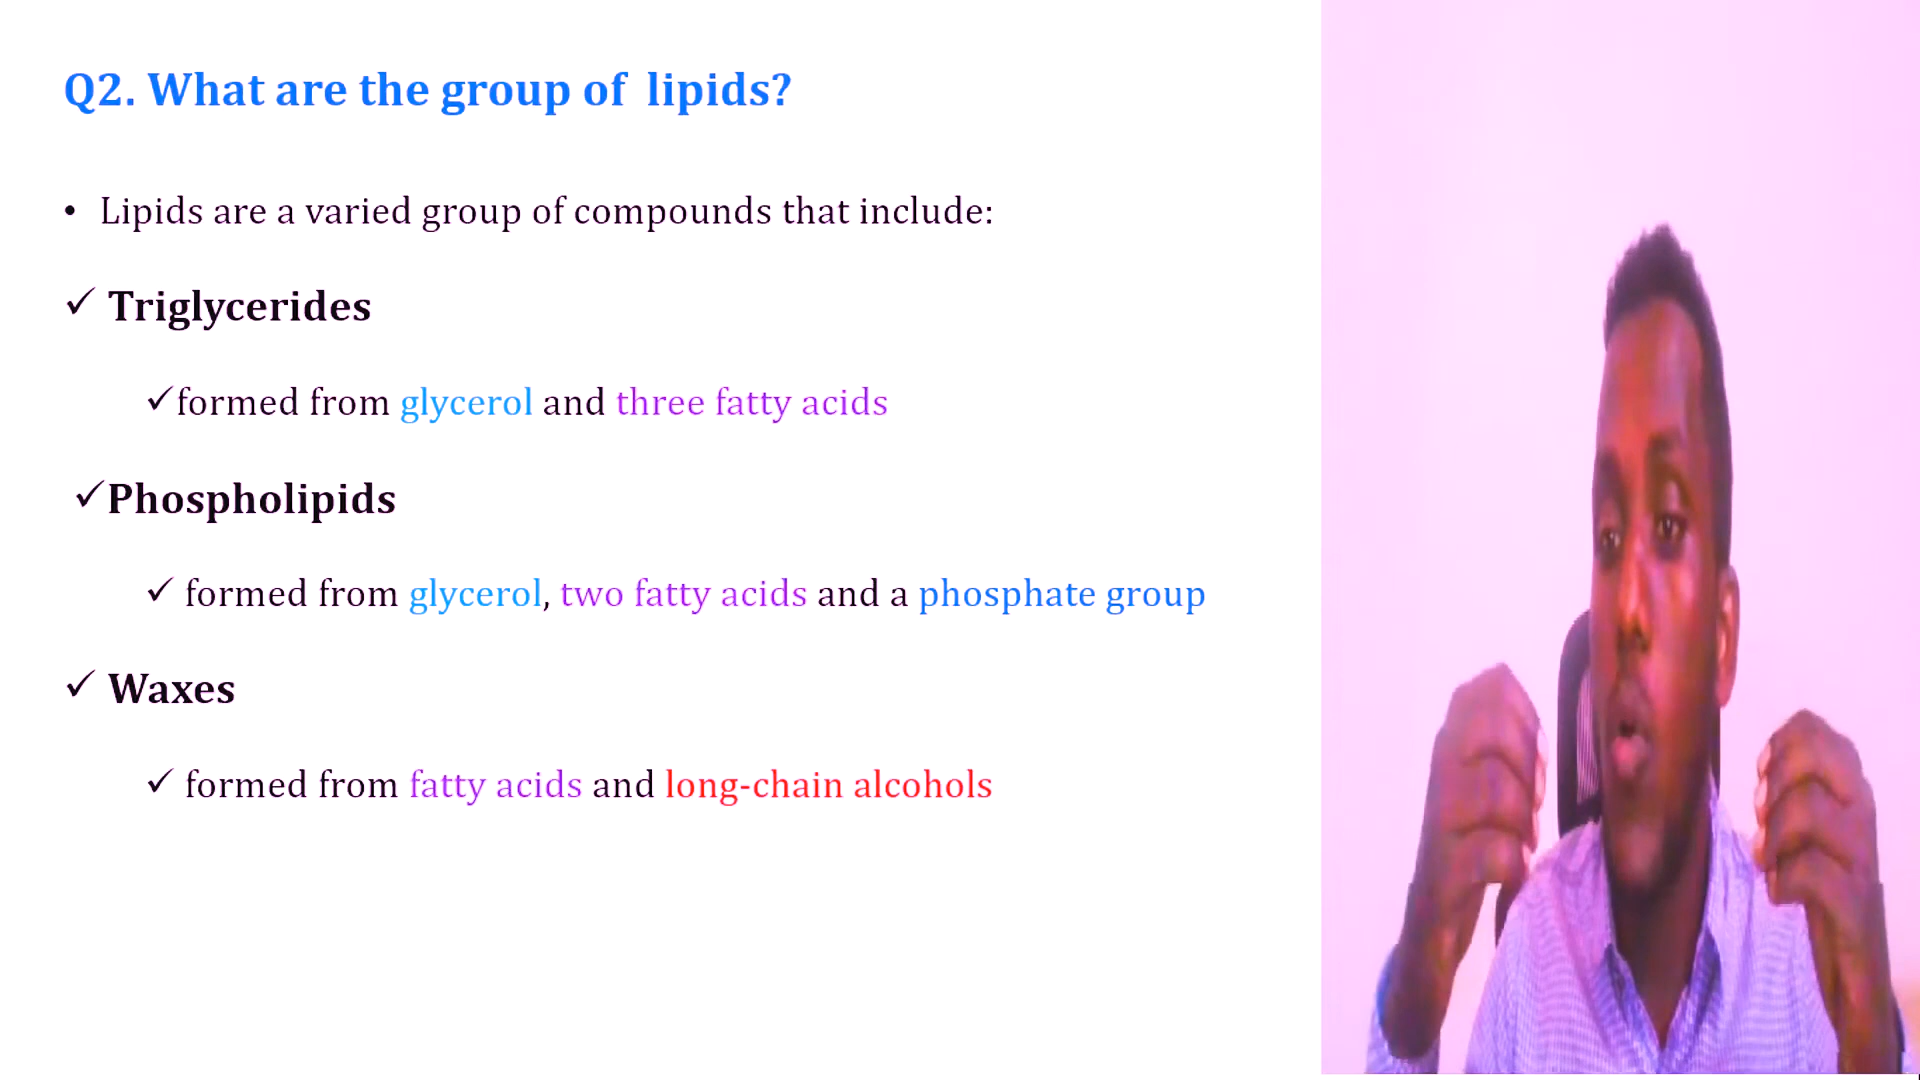 Q2. What are the group of  lipids?
• Lipids are a varied group of compounds that include:
✓ Triglycerides
✓formed from glycerol and three fatty acids
✓Phospholipids
✓ formed from glycerol, two fatty acids and a phosphate group
✓ Waxes
✓ formed from fatty acids and long-chain alcohols